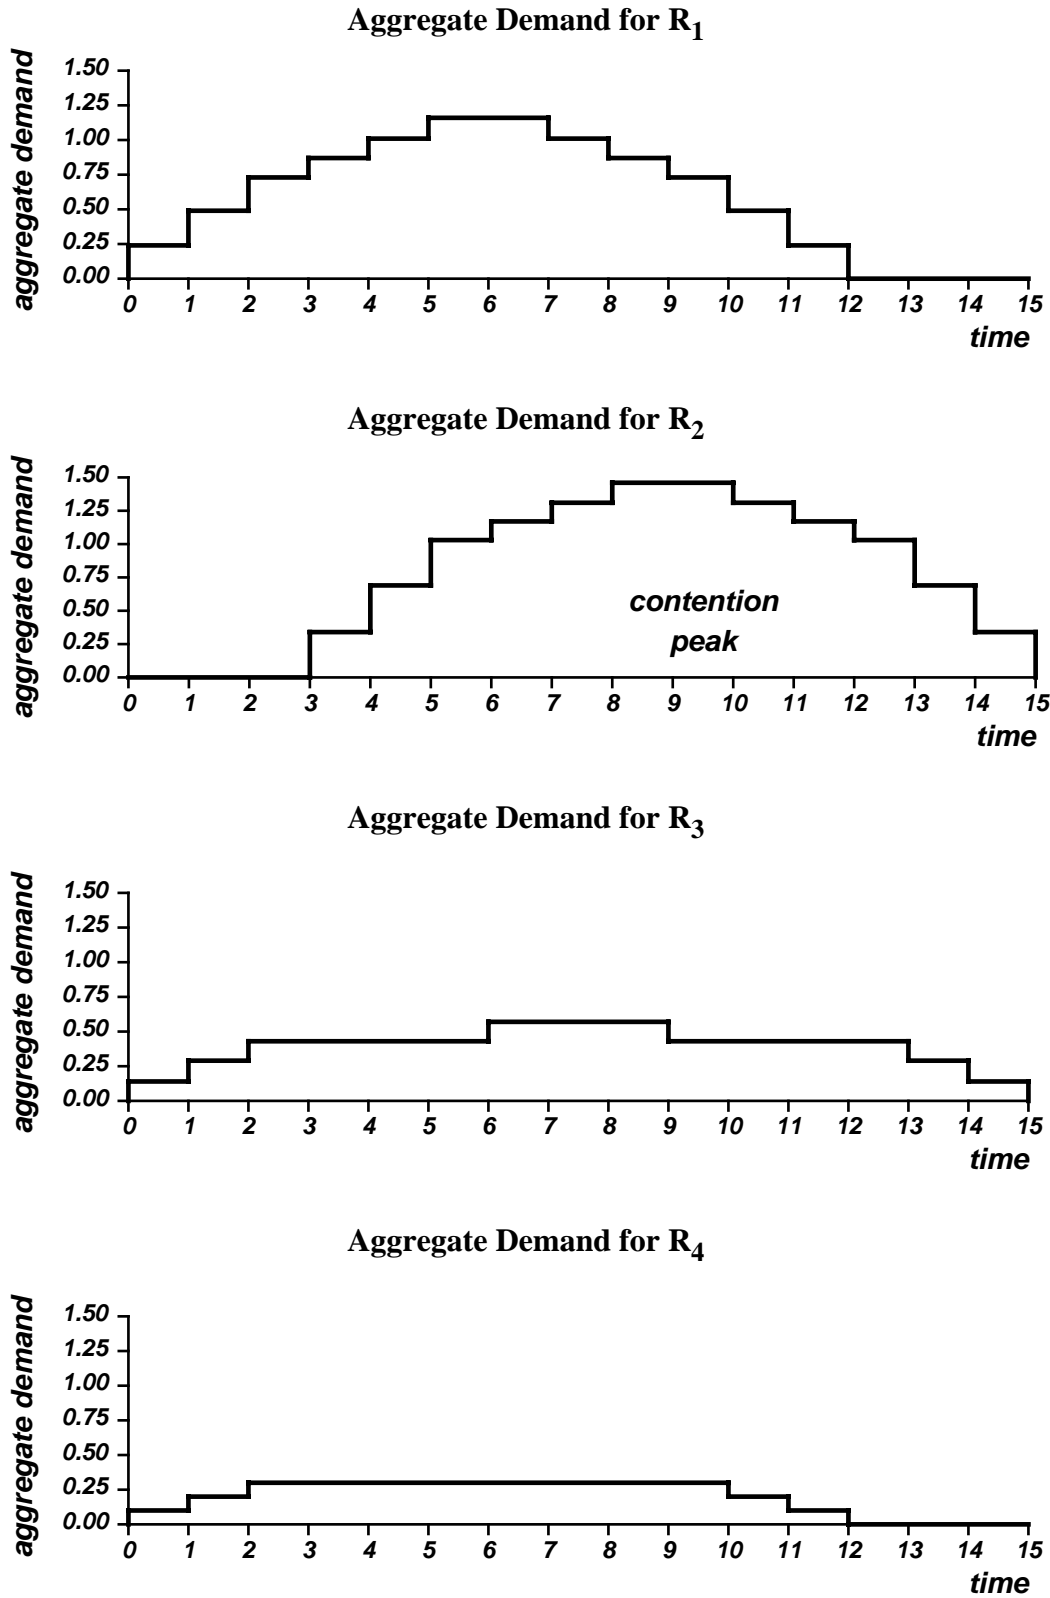 Aggregate Demand for R1
aggregate demand
1.50
1.25
1.00
0.75
0.50
0.25
0.00
0 1 2 3 4 5 6 7 8 9 10 11 12 13 14 15
time
Aggregate Demand for R2
aggregate demand
1.50
1.25
1.00
0.75
0.50
0.25
0.00
contention
peak
0 1 2 3 4 5 6 7 8 9 10 11 12 13 14 15
time
Aggregate Demand for R3
aggregate demand
1.50
1.25
1.00
0.75
0.50
0.25
0.00
0 1 2 3 4 5 6 7 8 9 10 11 12 13 14 15
time
Aggregate Demand for R4
aggregate demand
1.50
1.25
1.00
0.75
0.50
0.25
0.00
0 1 2 3 4 5 6 7 8 9 10 11 12 13 14 15
time